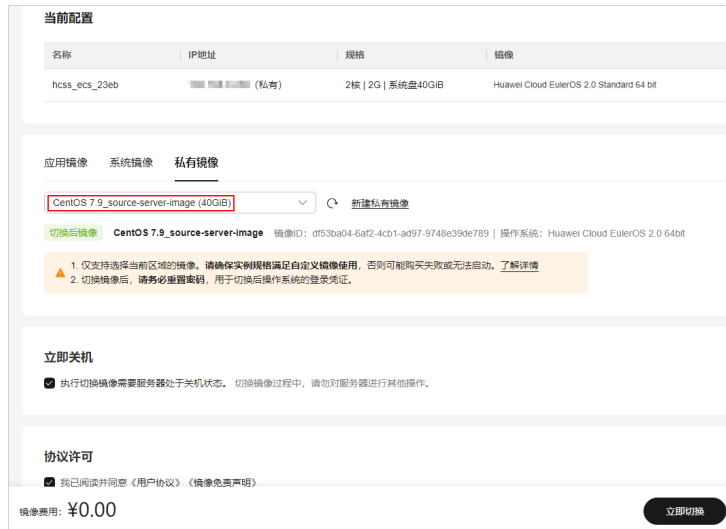 当前配置
名称 IP地址 规格 镜像
hcss_ecs_23eb (私有) 2核 | 2G | 系统盘40GiB Huawei Cloud EulerOS 2.0 Standard 64 bit
应用镜像 系统镜像 私有镜像
CentOS 7.9_source-server-image (40GiB) 新建私有镜像
切换后镜像 CentOS 7.9_source-server-image 镜像ID: df53ba04-6af2-4cb1-ad97-9748e39de789 | 操作系统: Huawei Cloud EulerOS 2.0 64bit
1. 仅支持选择当前区域的镜像。请确保实例规格满足自定义镜像使用，否则可能购买失败或无法启动。了解详情
2. 切换镜像后，请务必重置密码，用于切换后操作系统的登录凭证。
立即关机
执行切换镜像需要服务器处于关机状态。 切换镜像过程中，请勿对服务器进行其他操作。
协议许可
我已阅读并同意《用户协议》《镜像免责声明》
镜像费用: ¥0.00 立即切换